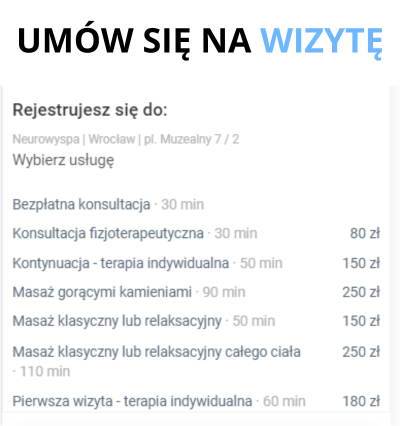 UMÓW SIĘ NA WIZYTĘ
Rejestrujesz się do:
Neurowyspa | Wrocław | pl. Muzealny 7 / 2
Wybierz usługę
Bezpłatna konsultacja · 30 min
Konsultacja fizjoterapeutyczna · 30 min 80 zł
Kontynuacja - terapia indywidualna · 50 min 150 zł
Masaż gorącymi kamieniami · 90 min 250 zł
Masaż klasyczny lub relaksacyjny · 50 min 150 zł
Masaż klasyczny lub relaksacyjny całego ciała 250 zł
· 110 min
Pierwsza wizyta - terapia indywidualna · 60 min 180 zł